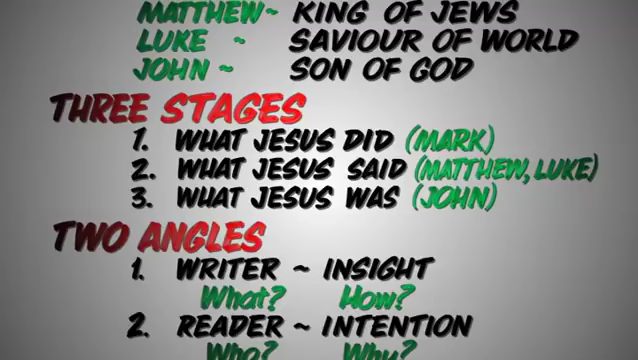 MATTHEW~ KING OF JEWS
LUKE ~ SAVIOUR OF WORLD
JOHN ~ SON OF GOD
THREE STAGES
1. WHAT JESUS DID (MARK)
2. WHAT JESUS SAID (MATTHEW, LUKE)
3. WHAT JESUS WAS (JOHN)
TWO ANGLES
1. WRITER ~ INSIGHT
What? How?
2. READER ~ INTENTION
Who? Why?